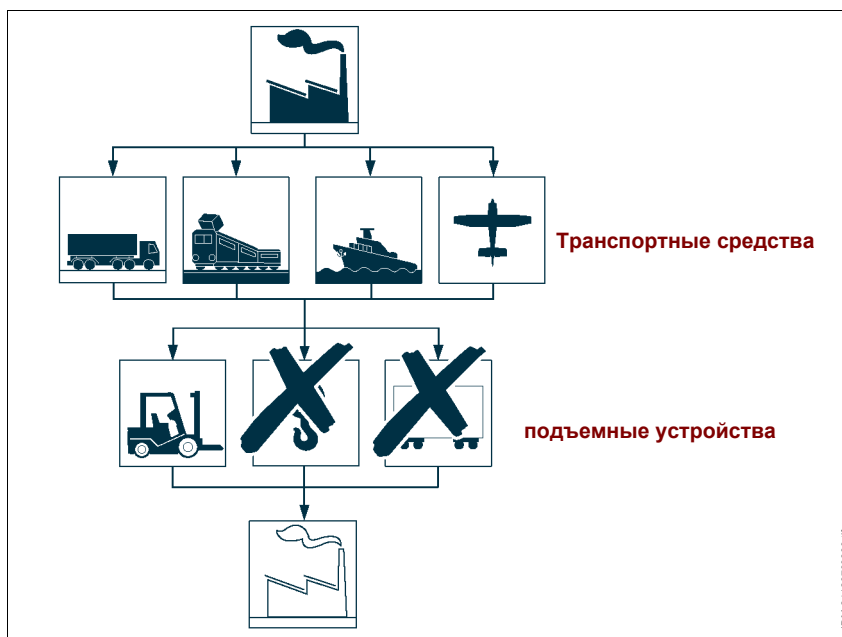 Транспортные средства
подъемные устройства